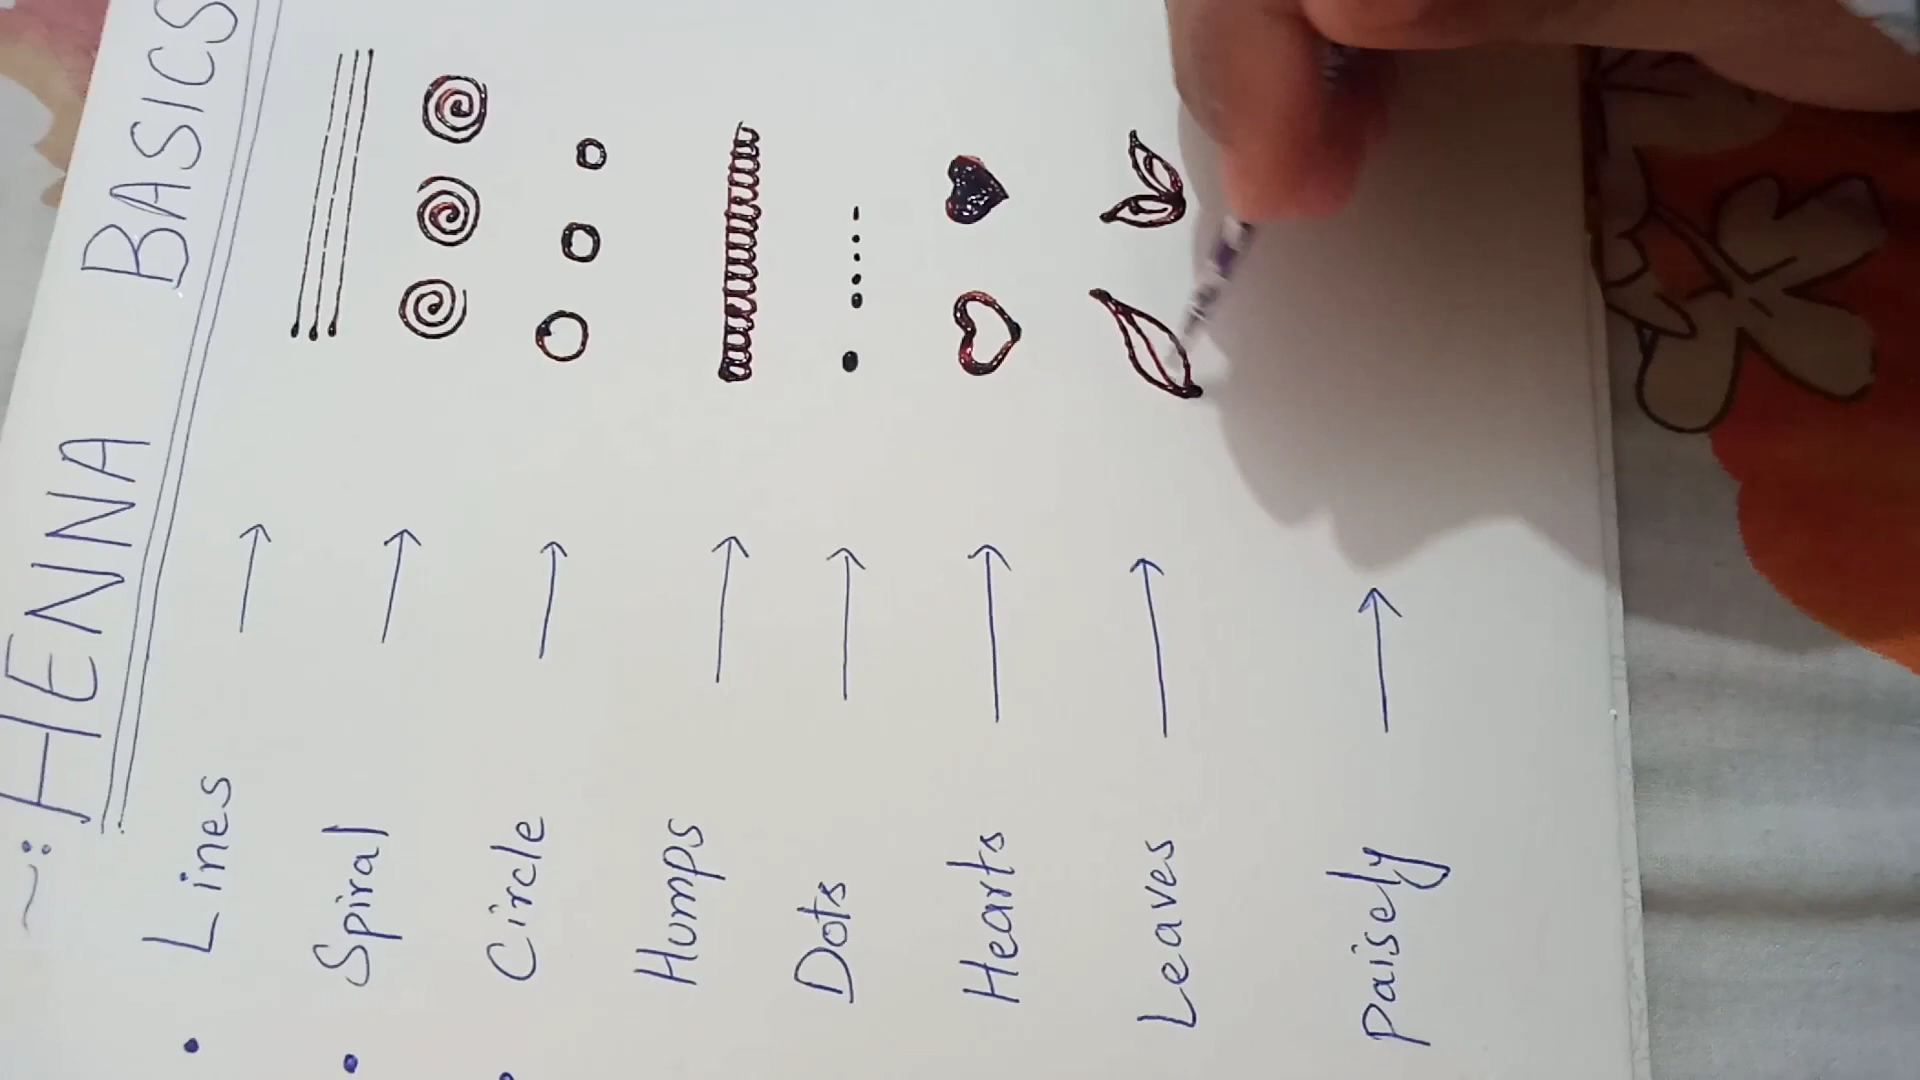 ~: HENNA BASICS
• Lines →
• Spiral →
• Circle →
Humps →
Dots →
Hearts →
Leaves →
Paisely →